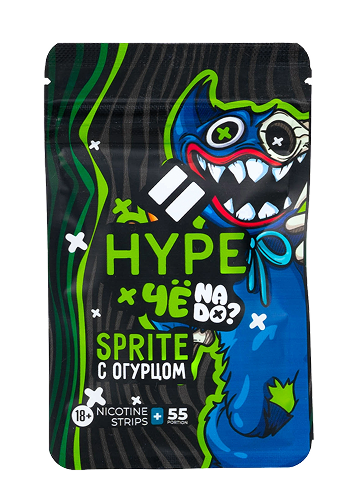 HYPE
ЧЁ NA
DO?
SPRITE
С ОГУРЦОМ
18+ NICOTINE STRIPS + 55 PORTION